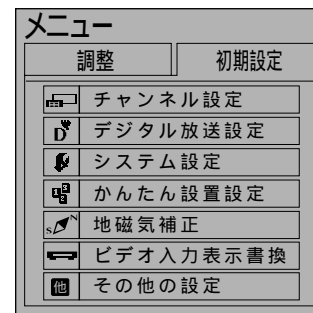 メニュー
調整
初期設定
チャンネル設定
デジタル放送設定
システム設定
かんたん設置設定
地磁気補正
ビデオ入力表示書換
他 その他の設定